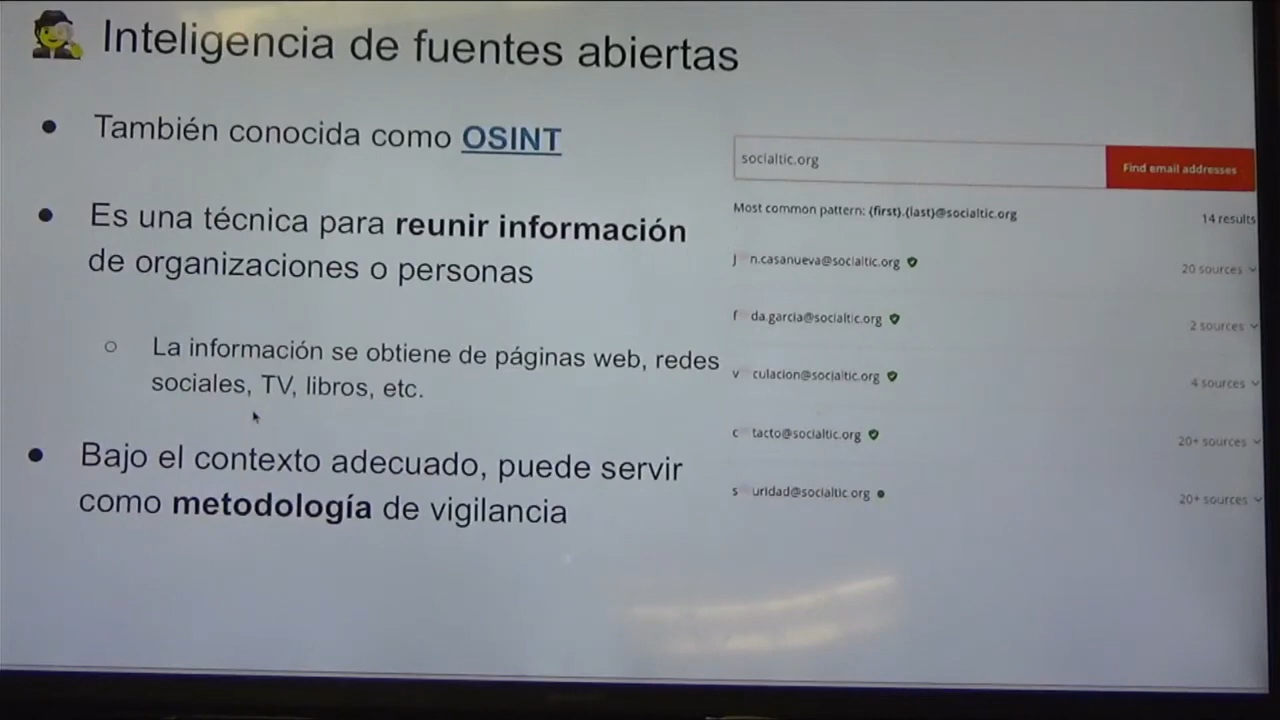 Inteligencia de fuentes abiertas
También conocida como OSINT
Es una técnica para reunir información
de organizaciones o personas
La información se obtiene de páginas web, redes
sociales, TV, libros, etc.
Bajo el contexto adecuado, puede servir
como metodología de vigilancia
socialtic.org
Find email addresses
Most common pattern: {first}.{last}@socialtic.org
14 results
j n.casanueva@socialtic.org
20 sources
f da.garcia@socialtic.org
2 sources
v culacion@socialtic.org
4 sources
c tacto@socialtic.org
20+ sources
s uridad@socialtic.org
20+ sources